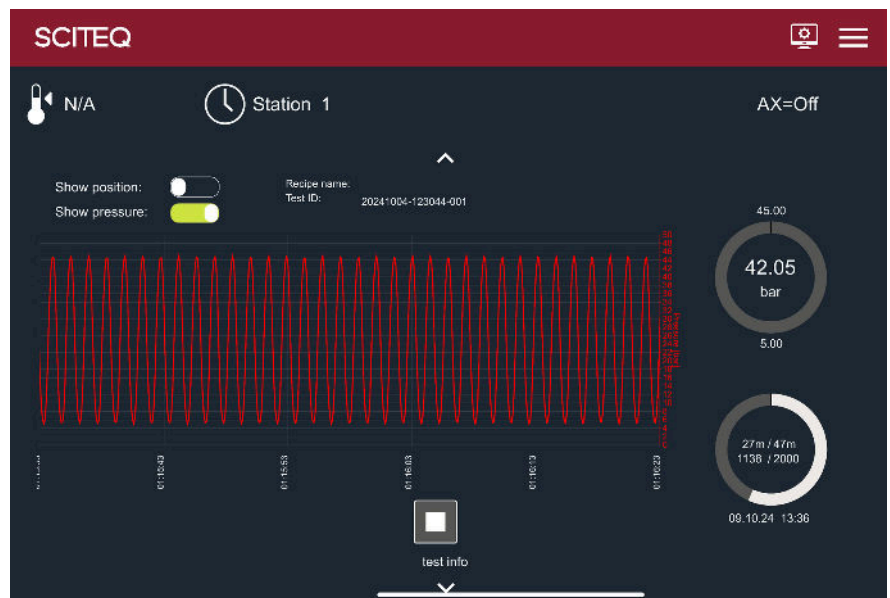 SCITEQ
N/A
Station 1
AX=Off
Show position:
Show pressure:
Recipe name:
Test ID:
20241004-123044-001
45.00
42.05
bar
5.00
01:15:43
01:15:53
01:16:03
01:16:13
01:16:23
27m / 47m
1138 / 2000
09.10.24 13:36
test info